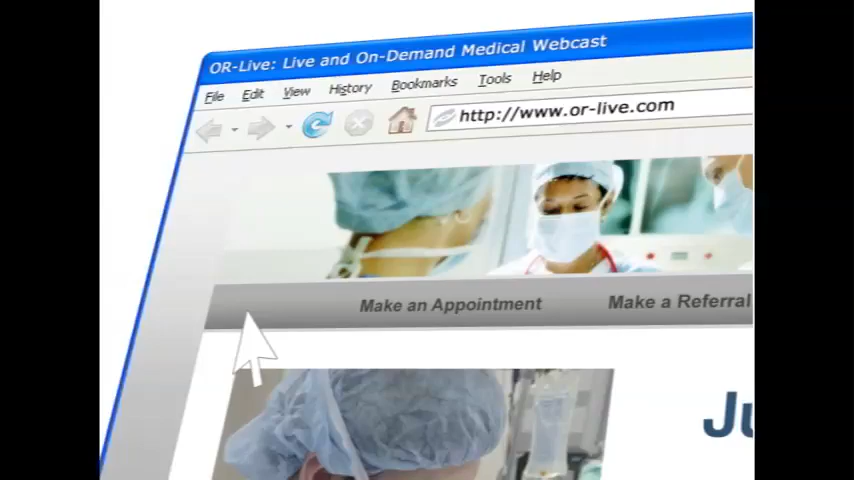 OR-Live: Live and On-Demand Medical Webcast
File Edit View History Bookmarks Tools Help
http://www.or-live.com
Make an Appointment Make a Referral
Ju